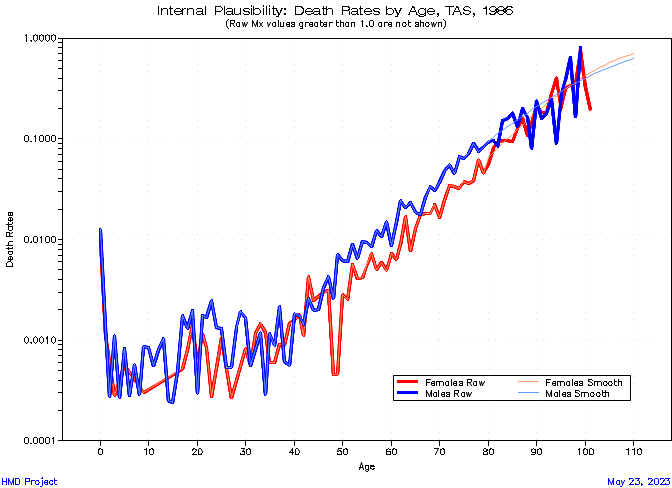 Internal Plausibility: Death Rates by Age, TAS, 1986
(Raw Mx values greater than 1.0 are not shown)
1.0000
0.1000
0.0100
0.0010
0.0001
Death Rates
0 10 20 30 40 50 60 70 80 90 100 110
Age
Females Raw Females Smooth
Males Raw Males Smooth
HMD Project May 23, 2023